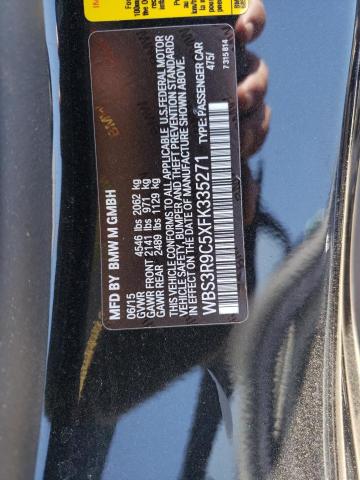 MFD BY BMW M GMBH
06/15
GVWR 4546 lbs 2062 kg
GAWR FRONT 2141 lbs 971 kg
GAWR REAR 2489 lbs 1129 kg
THIS VEHICLE CONFORMS TO ALL APPLICABLE U.S. FEDERAL MOTOR
VEHICLE SAFETY, BUMPER AND THEFT PREVENTION STANDARDS
IN EFFECT ON THE DATE OF MANUFACTURE SHOWN ABOVE.
WBS3R9C5XFK335271 TYPE: PASSENGER CAR
475/
7315814